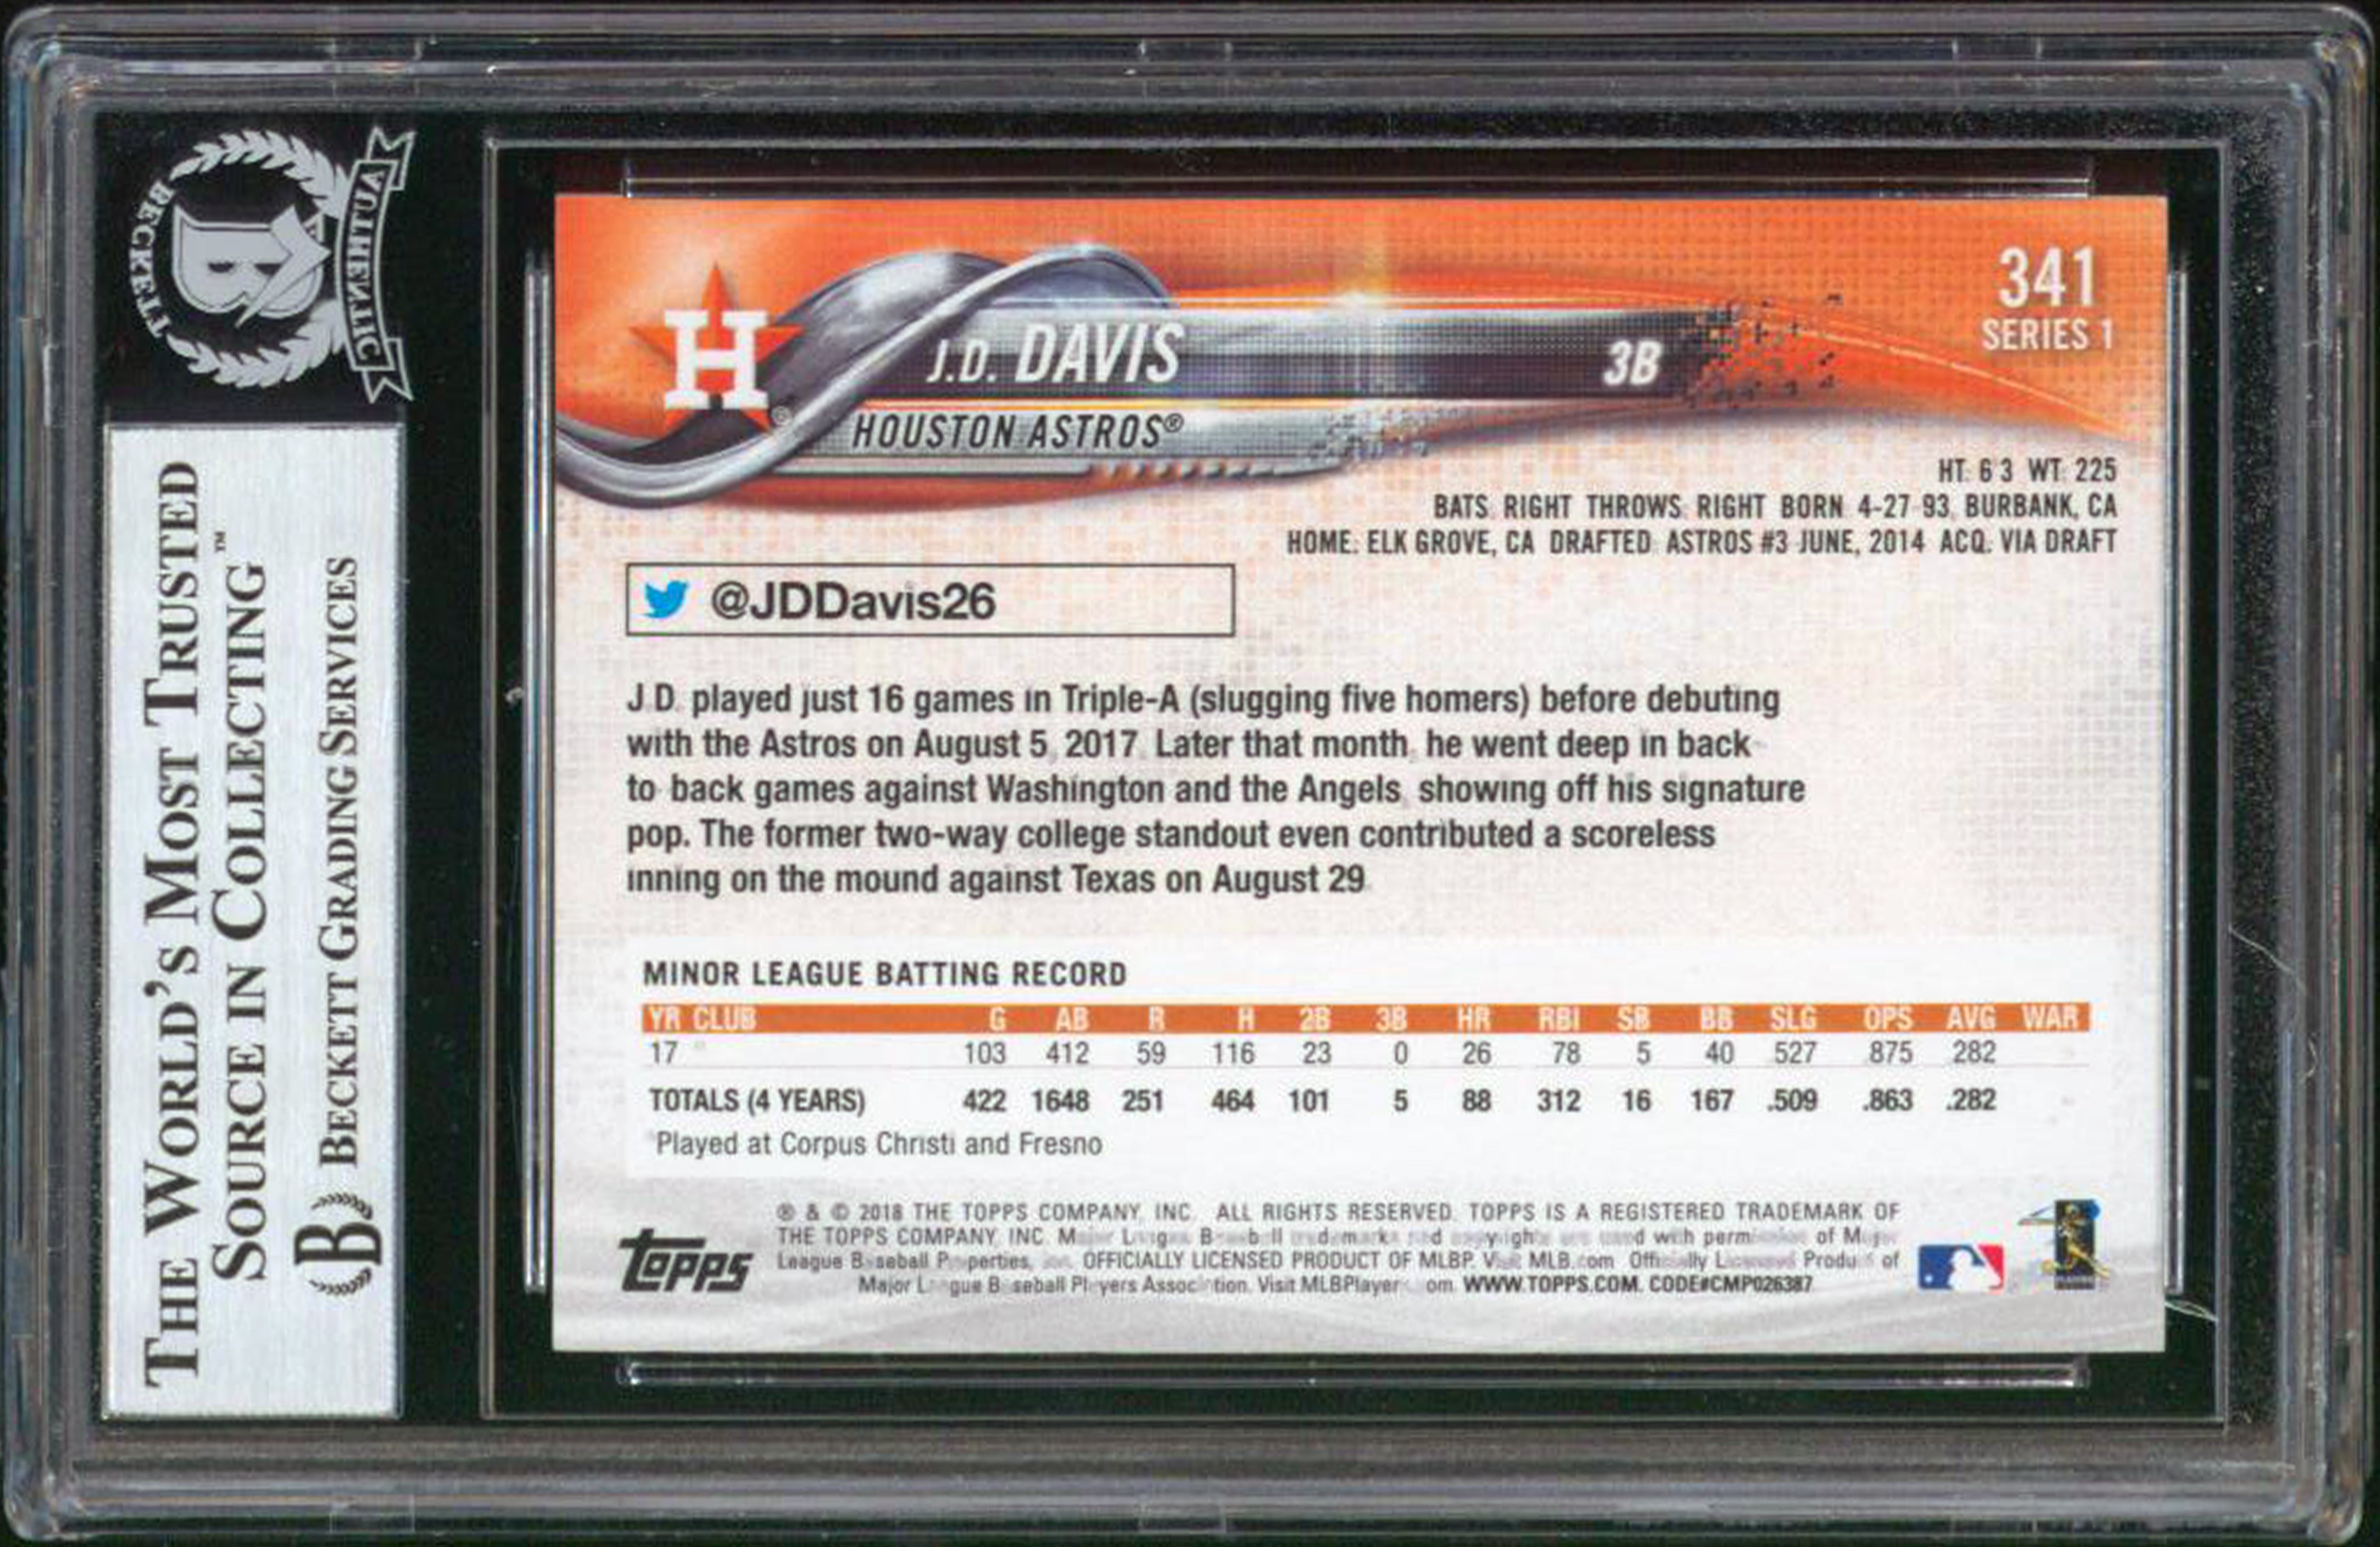 BECKETT
AUTHENTIC
THE WORLD'S MOST TRUSTED
SOURCE IN COLLECTING™
BECKETT GRADING SERVICES
341
SERIES 1
J.D. DAVIS 3B
HOUSTON ASTROS®
HT 6 3 WT 225
BATS RIGHT THROWS RIGHT BORN 4-27 93 BURBANK, CA
HOME: ELK GROVE, CA DRAFTED ASTROS #3 JUNE, 2014 ACQ. VIA DRAFT
@JDDavis26
J D played just 16 games in Triple-A (slugging five homers) before debuting
with the Astros on August 5, 2017 Later that month he went deep in back
to back games against Washington and the Angels showing off his signature
pop. The former two-way college standout even contributed a scoreless
inning on the mound against Texas on August 29
MINOR LEAGUE BATTING RECORD
YR CLUB G AB R H 2B 3B HR RBI SB BB SLG OPS AVG WAR
17 103 412 59 116 23 0 26 78 5 40 527 875 282
TOTALS (4 YEARS) 422 1648 251 464 101 5 88 312 16 167 .509 .863 .282
Played at Corpus Christi and Fresno
® & © 2018 THE TOPPS COMPANY, INC. ALL RIGHTS RESERVED. TOPPS IS A REGISTERED TRADEMARK OF
THE TOPPS COMPANY, INC. with of
League OFFICIALLY LICENSED PRODUCT OF MLBP. MLB.com of
Major WWW.TOPPS.COM. CODE#CMP026387
topps